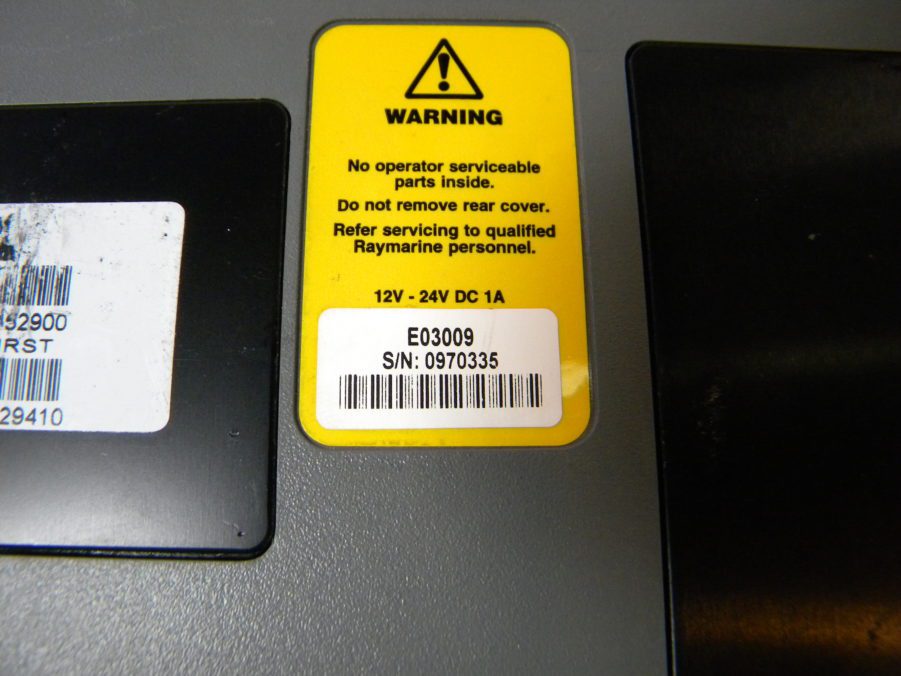 WARNING
No operator serviceable
parts inside.
Do not remove rear cover.
Refer servicing to qualified
Raymarine personnel.
12V - 24V DC 1A
E03009
S/N: 0970335
52900
RST
29410